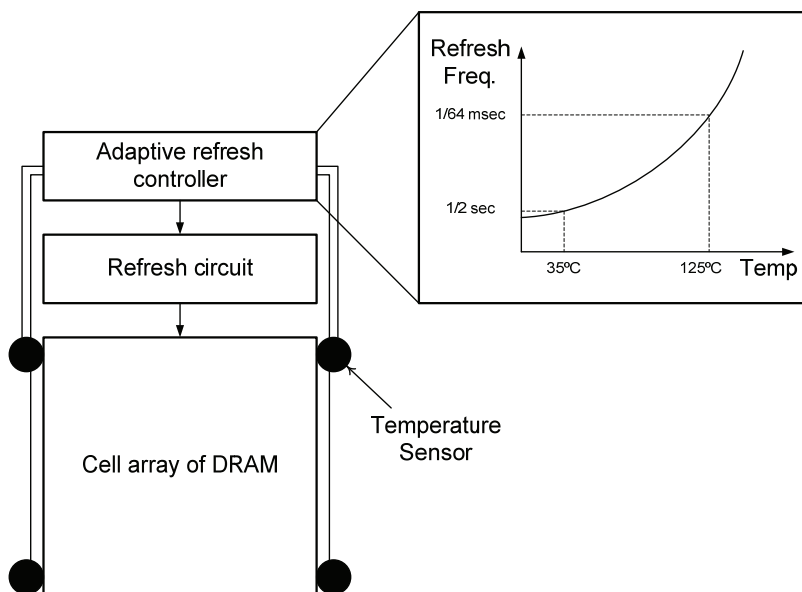 Refresh
Freq.
1/64 msec
1/2 sec
35ºC
125ºC
Temp
Adaptive refresh
controller
Refresh circuit
Temperature
Sensor
Cell array of DRAM